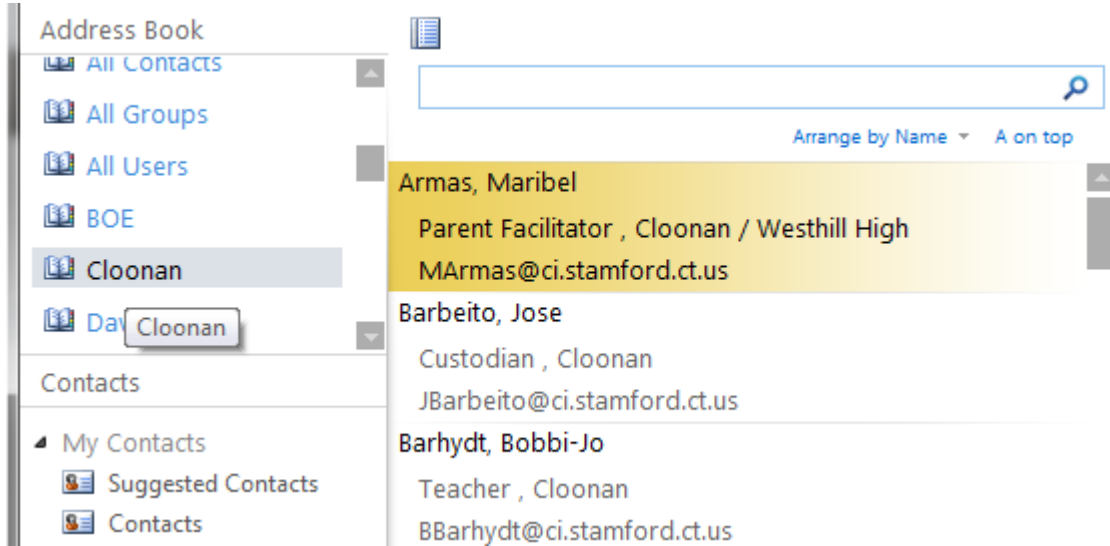 Address Book
All Contacts
All Groups
All Users
BOE
Cloonan
Dav
Cloonan
Contacts
My Contacts
Suggested Contacts
Contacts
Arrange by Name A on top
Armas, Maribel
Parent Facilitator , Cloonan / Westhill High
MArmas@ci.stamford.ct.us
Barbeito, Jose
Custodian , Cloonan
JBarbeito@ci.stamford.ct.us
Barhydt, Bobbi-Jo
Teacher , Cloonan
BBarhydt@ci.stamford.ct.us